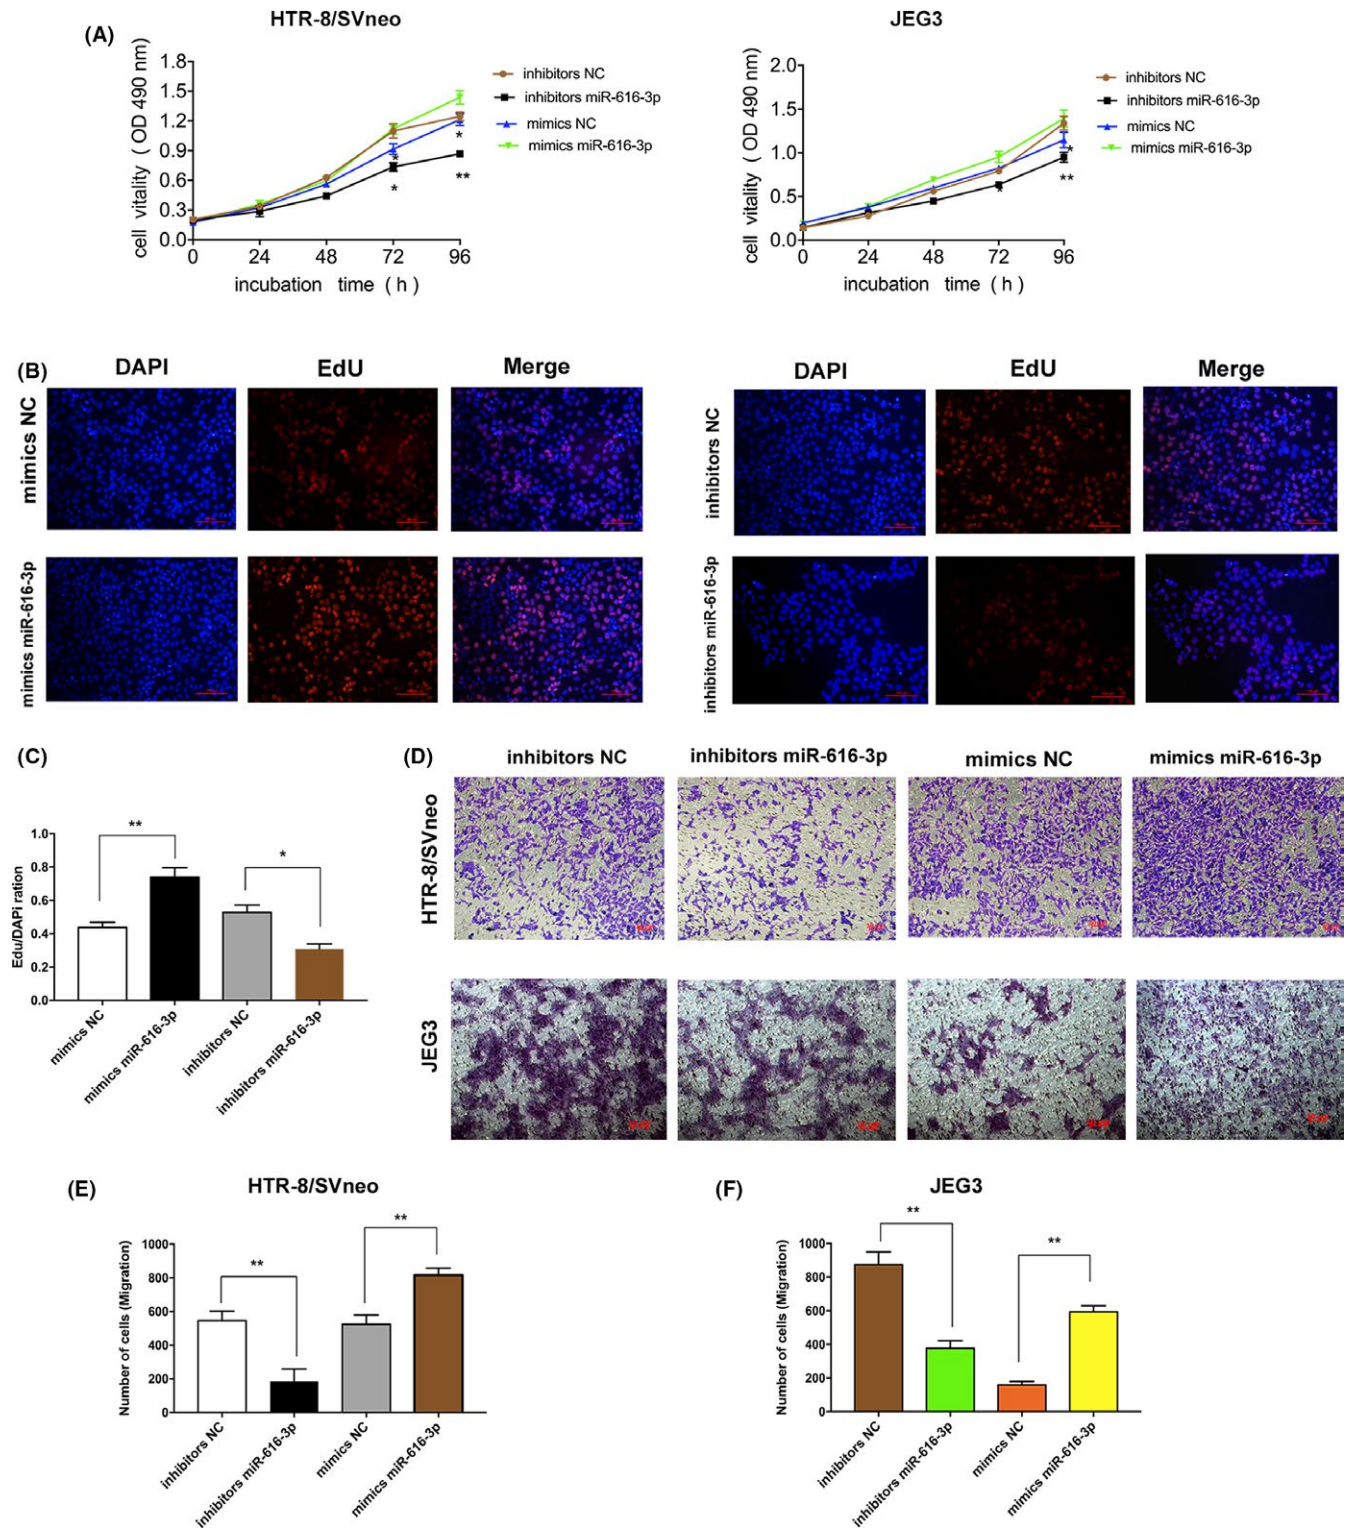 HTR-8/SVneo
JEG3
(A)
cell vitality ( OD 490 nm)
1.8
1.5
1.2
0.9
0.6
0.3
0.0
0 24 48 72 96
incubation time ( h )
* * * **
inhibitors NC
inhibitors miR-616-3p
mimics NC
mimics miR-616-3p
cell vitality ( OD 490 nm)
2.0
1.5
1.0
0.5
0.0
0 24 48 72 96
incubation time ( h )
* * **
inhibitors NC
inhibitors miR-616-3p
mimics NC
mimics miR-616-3p
(B)
DAPI EdU Merge
mimics NC
mimics miR-616-3p
DAPI EdU Merge
inhibitors NC
inhibitors miR-616-3p
(C)
Edu/DAPi ration
1.0
0.8
0.6
0.4
0.2
0.0
** *
mimics NC
mimics miR-616-3p
inhibitors NC
inhibitors miR-616-3p
(D)
inhibitors NC inhibitors miR-616-3p mimics NC mimics miR-616-3p
HTR-8/SVneo
JEG3
(E)
HTR-8/SVneo
Number of cells (Migration)
1000
800
600
400
200
0
** **
inhibitors NC
inhibitors miR-616-3p
mimics NC
mimics miR-616-3p
(F)
JEG3
Number of cells (Migration)
1000
800
600
400
200
0
** **
inhibitors NC
inhibitors miR-616-3p
mimics NC
mimics miR-616-3p